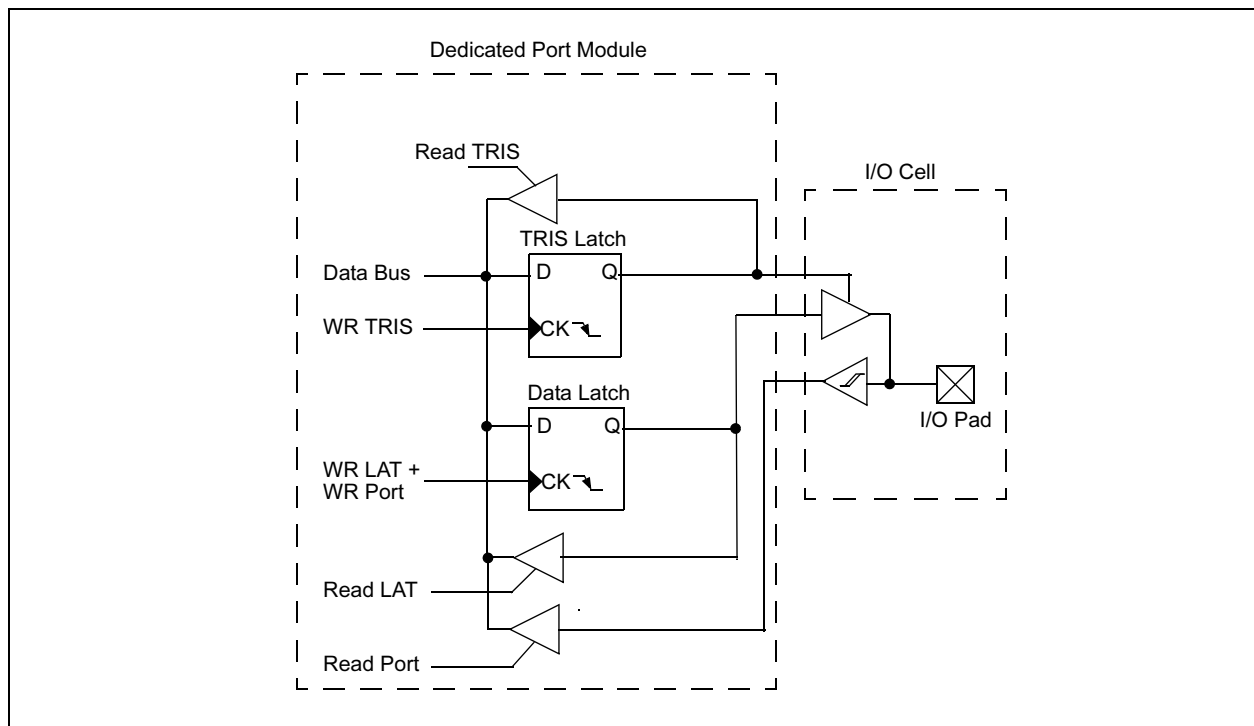 Dedicated Port Module
Read TRIS
I/O Cell
TRIS Latch
Data Bus
D
Q
WR TRIS
CK
Data Latch
I/O Pad
D
Q
WR LAT +
WR Port
CK
Read LAT
Read Port